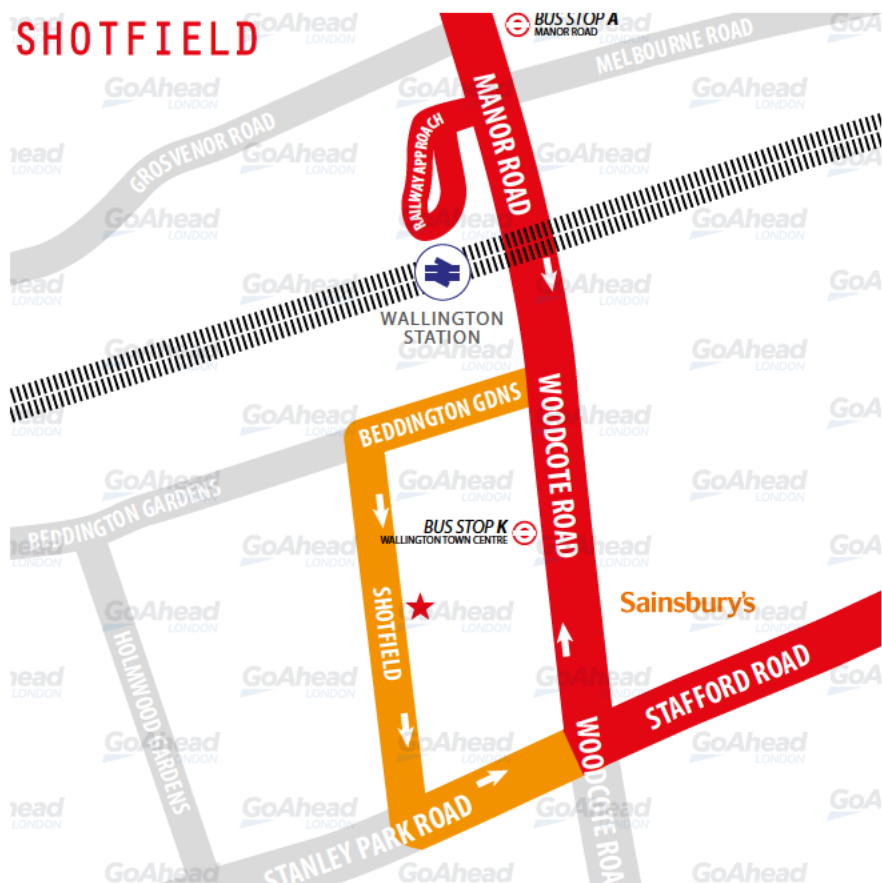 SHOTFIELD
BUS STOP A
MANOR ROAD
MELBOURNE ROAD
MANOR ROAD
RAILWAY APPROACH
GROSVENOR ROAD
WALLINGTON
STATION
BEDDINGTON GDNS
WOODCOTE ROAD
BEDDINGTON GARDENS
BUS STOP K
WALLINGTON TOWN CENTRE
SHOTFIELD
Sainsbury's
HOLMWOOD GARDENS
STAFFORD ROAD
WOODCOTE ROA
STANLEY PARK ROAD
GoAhead
LONDON